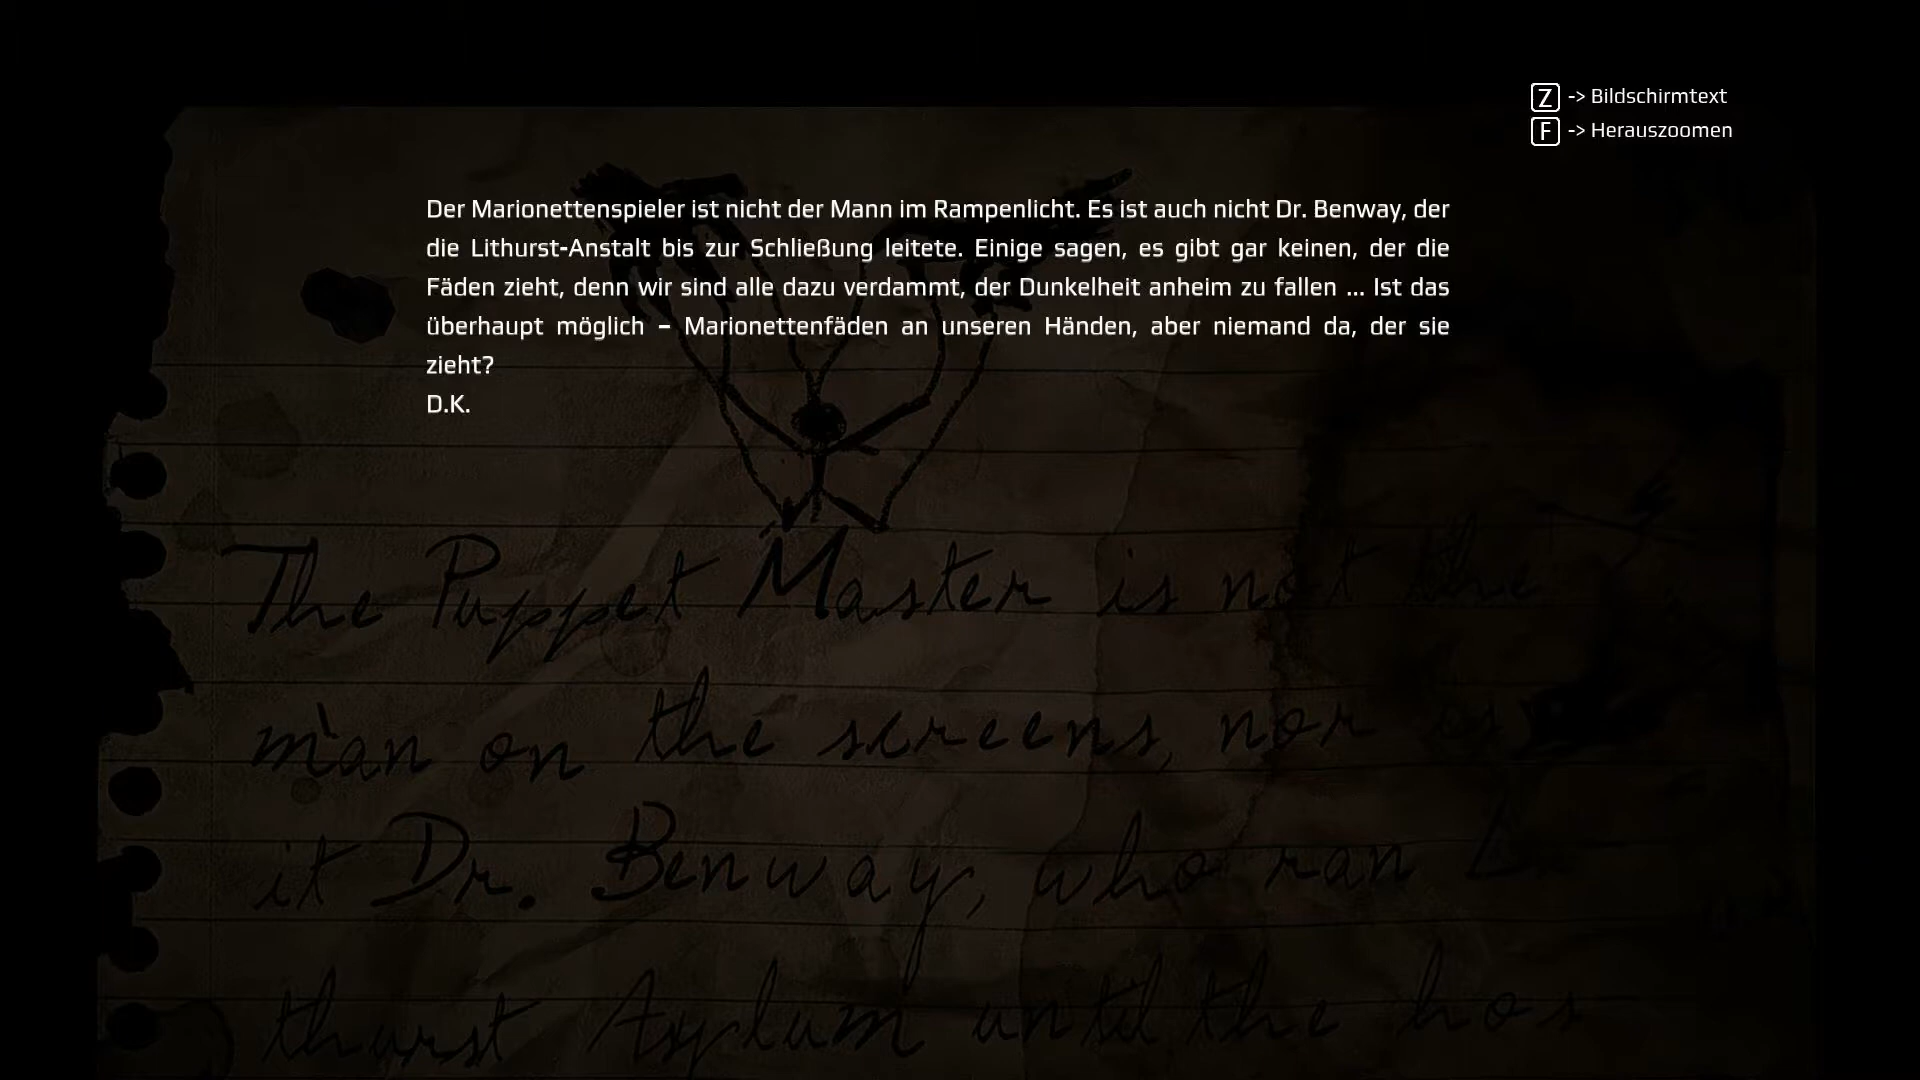 Z -> Bildschirmtext
F -> Herauszoomen
Der Marionettenspieler ist nicht der Mann im Rampenlicht. Es ist auch nicht Dr. Benway, der
die Lithurst-Anstalt bis zur Schließung leitete. Einige sagen, es gibt gar keinen, der die
Fäden zieht, denn wir sind alle dazu verdammt, der Dunkelheit anheim zu fallen ... Ist das
überhaupt möglich – Marionettenfäden an unseren Händen, aber niemand da, der sie
zieht?
D.K.
The Puppet Master is not the
man on the screens, nor is
it Dr. Benway, who ran
thurst Asylum until the hos